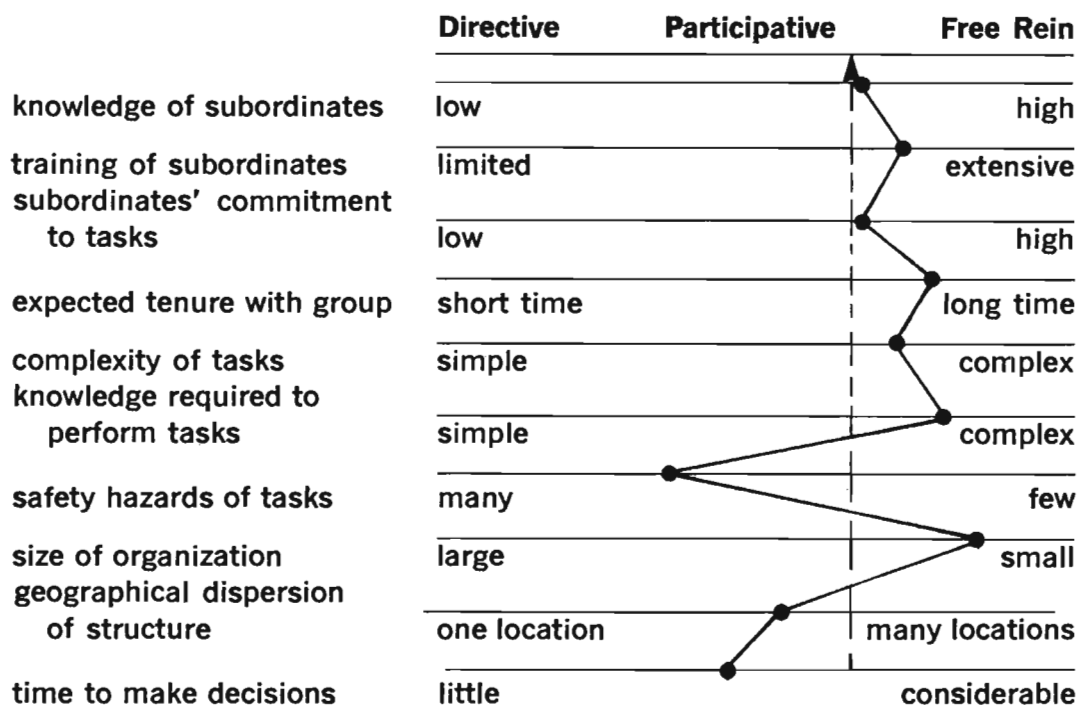 Directive Participative Free Rein
knowledge of subordinates low high
training of subordinates limited extensive
subordinates' commitment
to tasks low high
expected tenure with group short time long time
complexity of tasks simple complex
knowledge required to
perform tasks simple complex
safety hazards of tasks many few
size of organization large small
geographical dispersion
of structure one location many locations
time to make decisions little considerable